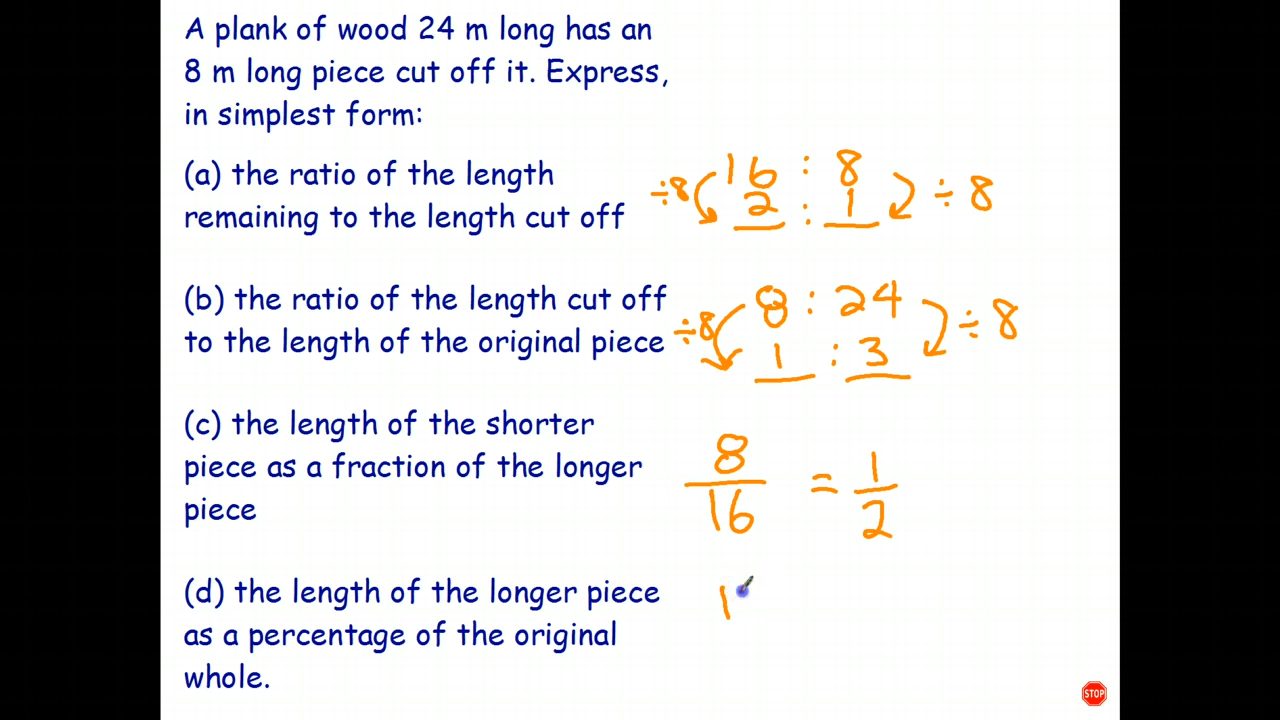 A plank of wood 24 m long has an
8 m long piece cut off it. Express,
in simplest form:
(a) the ratio of the length
remaining to the length cut off
÷8 16 : 8 ÷ 8
2 : 1
(b) the ratio of the length cut off
to the length of the original piece
÷8 8 : 24 ÷ 8
1 : 3
(c) the length of the shorter
piece as a fraction of the longer
piece
8
16
=
1
2
(d) the length of the longer piece
as a percentage of the original
whole.
1
STOP